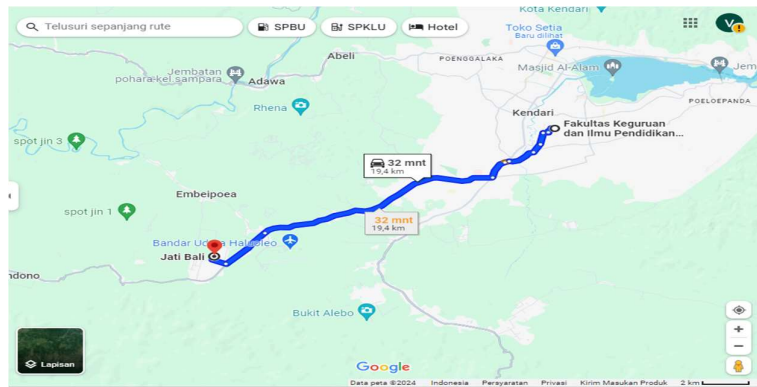 Kota Kendari
Telusuri sepanjang rute
SPBU
SPKLU
Hotel
Toko Setia
Baru dilihat
V
Abeli
POENGGALAKA
Jembatan
pohara kel.sampara
Adawa
Masjid Al-Alam
Jem
Rhena
POELOEPANDA
Kendari
Fakultas Keguruan
dan Ilmu Pendidikan...
spot jin 3
32 mnt
19,4 km
Embeipoea
spot jin 1
32 mnt
19,4 km
Bandar Udara Haluoleo
Jati Bali
ndono
Bukit Alebo
Lapisan
Google
Data peta ©2024 Indonesia Persyaratan Privasi Kirim Masukan Produk 2 km